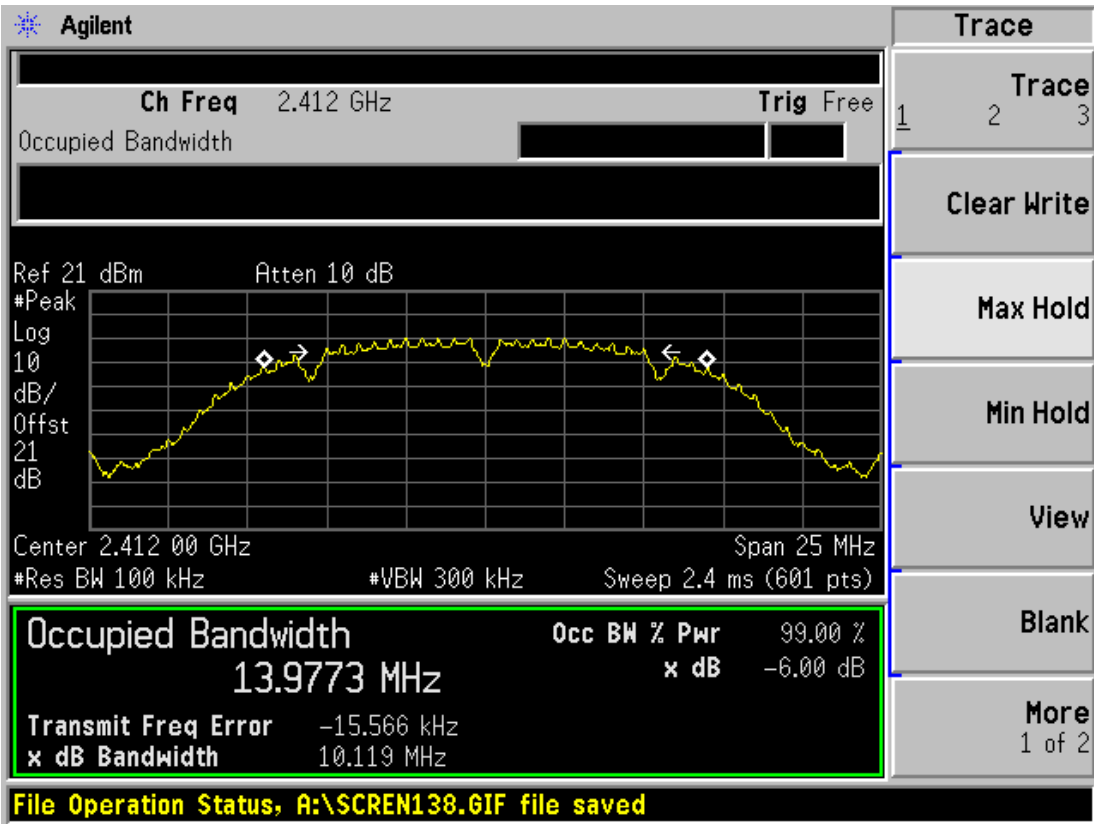 Agilent
Trace
Ch Freq 2.412 GHz Trig Free
Occupied Bandwidth
Trace
1 2 3
Clear Write
Max Hold
Min Hold
View
Blank
More
1 of 2
Ref 21 dBm Atten 10 dB
#Peak
Log
10
dB/
Offst
21
dB
Center 2.412 00 GHz Span 25 MHz
#Res BW 100 kHz #VBW 300 kHz Sweep 2.4 ms (601 pts)
Occupied Bandwidth Occ BW % Pwr 99.00 %
13.9773 MHz x dB -6.00 dB
Transmit Freq Error -15.566 kHz
x dB Bandwidth 10.119 MHz
File Operation Status, A:\SCREN138.GIF file saved